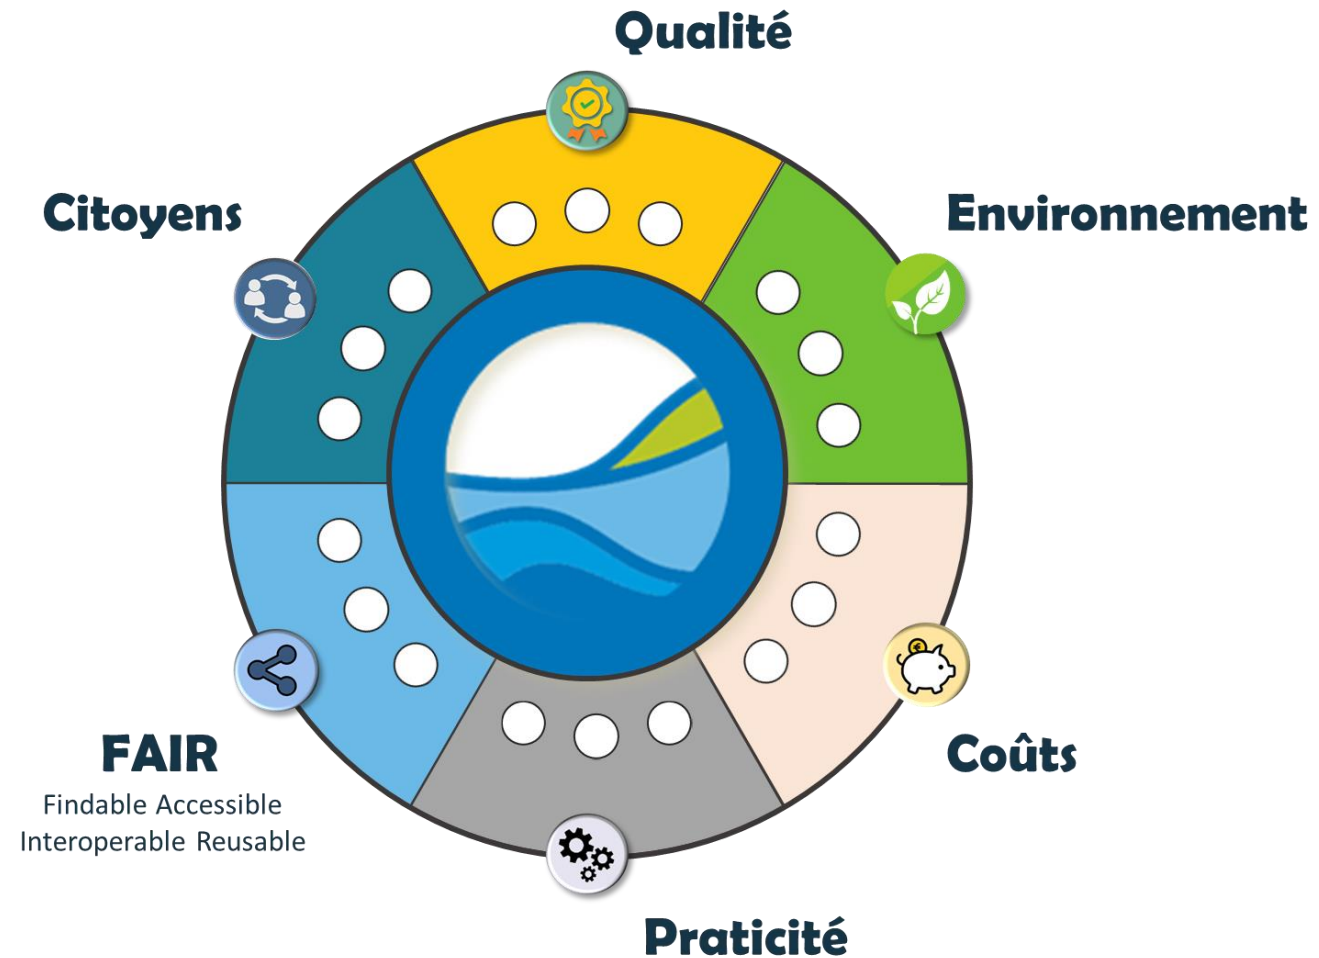 Qualité
Citoyens
Environnement
FAIR
Findable Accessible
Interoperable Reusable
Coûts
Praticité